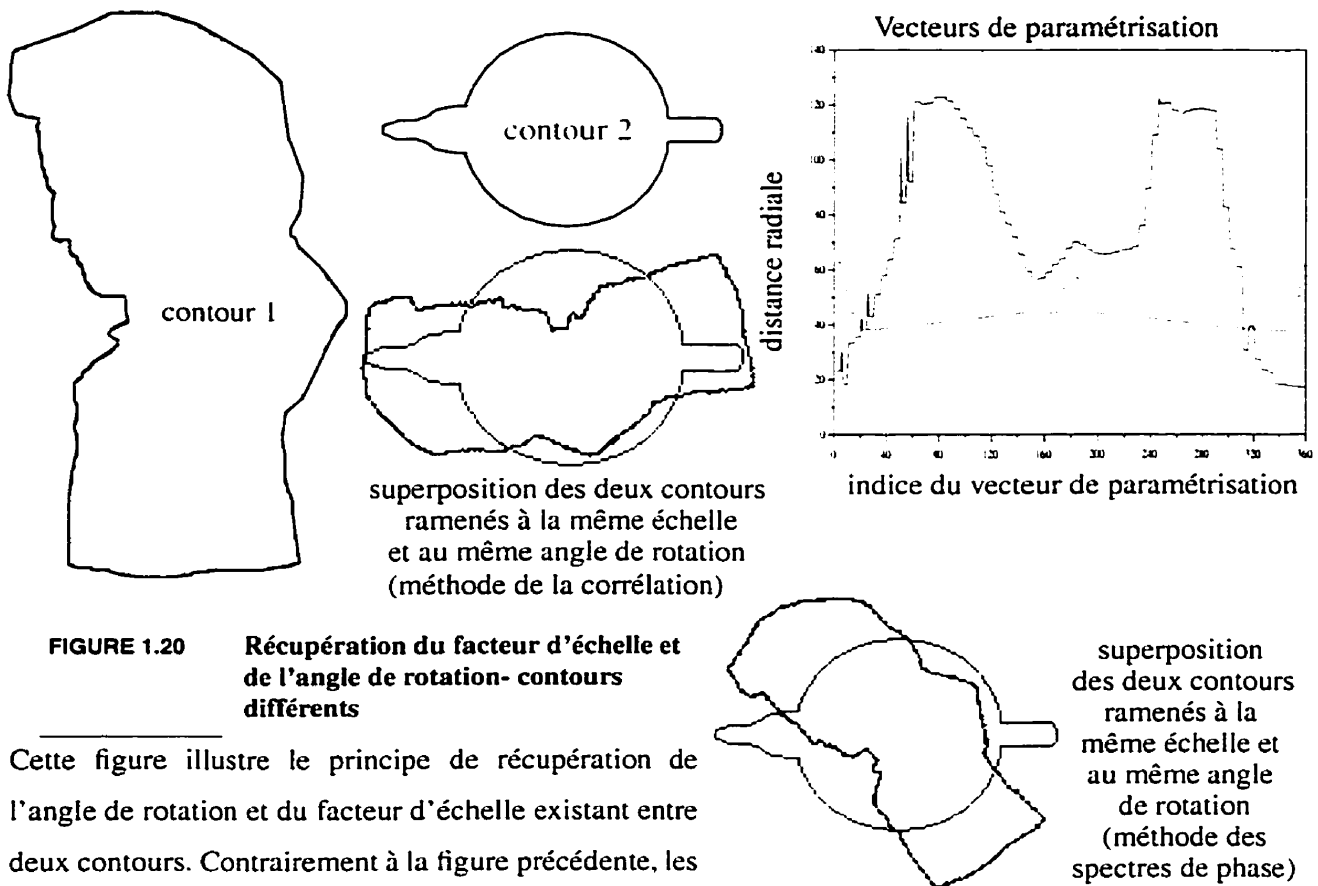 Vecteurs de paramétrisation
contour 1
contour 2
distance radiale
indice du vecteur de paramétrisation
superposition des deux contours
ramenés à la même échelle
et au même angle de rotation
(méthode de la corrélation)
FIGURE 1.20 Récupération du facteur d'échelle et
de l'angle de rotation- contours
différents
Cette figure illustre le principe de récupération de
l'angle de rotation et du facteur d'échelle existant entre
deux contours. Contrairement à la figure précédente, les
superposition
des deux contours
ramenés à la
même échelle et
au même angle
de rotation
(méthode des
spectres de phase)